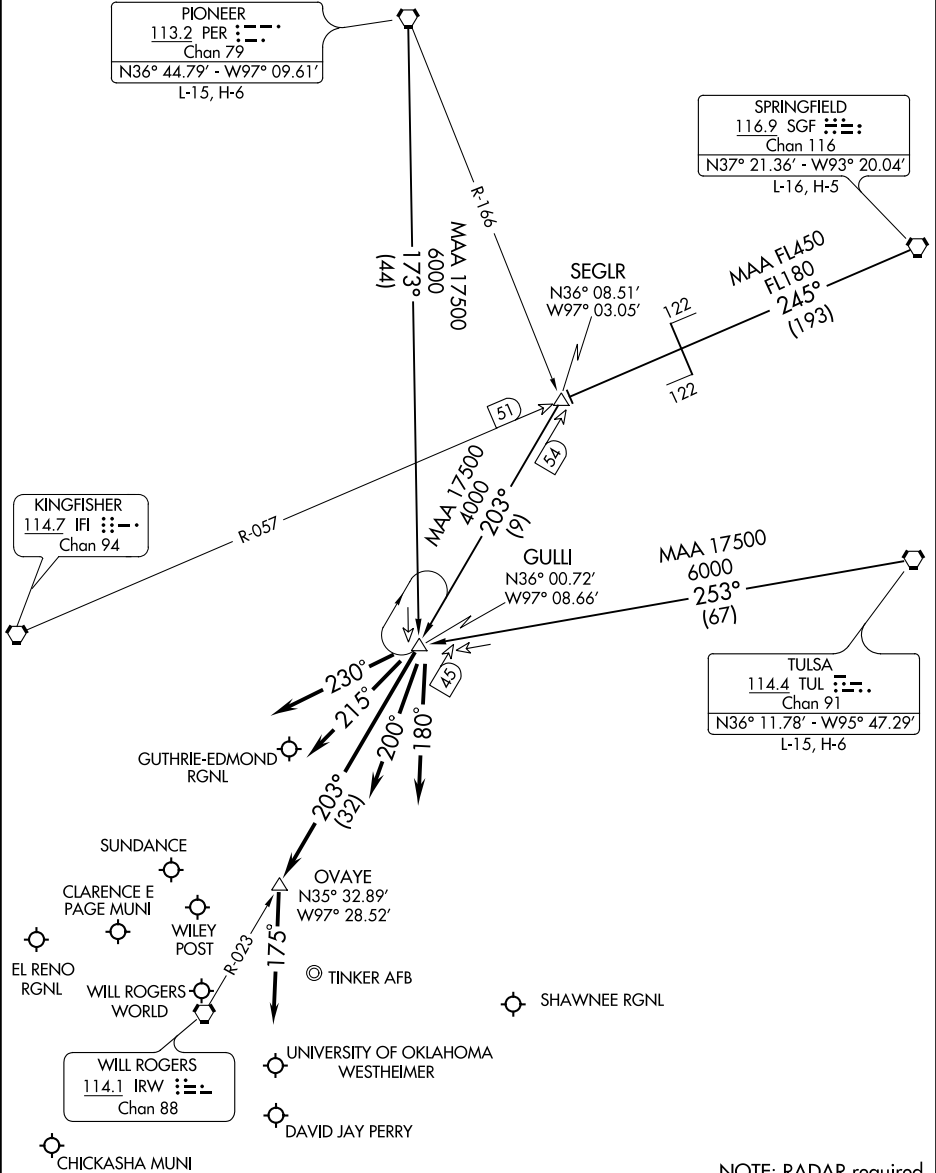 PIONEER
113.2 PER
Chan 79
N36° 44.79′ - W97° 09.61′
L-15, H-6
SPRINGFIELD
116.9 SGF
Chan 116
N37° 21.36′ - W93° 20.04′
L-16, H-5
R-166
MAA 17500
6000
173°
(44)
MAA FL450
FL180
245°
(193)
122
122
SEGLR
N36° 08.51′
W97° 03.05′
51
54
R-057
KINGFISHER
114.7 IFI
Chan 94
MAA 17500
4000
203°
(9)
GULLI
N36° 00.72′
W97° 08.66′
MAA 17500
6000
253°
(67)
45
TULSA
114.4 TUL
Chan 91
N36° 11.78′ - W95° 47.29′
L-15, H-6
230°
215°
200°
180°
203°
(32)
GUTHRIE-EDMOND
RGNL
SUNDANCE
CLARENCE E
PAGE MUNI
WILEY
POST
EL RENO
RGNL
OVAYE
N35° 32.89′
W97° 28.52′
R-023
175°
TINKER AFB
WILL ROGERS
WORLD
SHAWNEE RGNL
WILL ROGERS
114.1 IRW
Chan 88
UNIVERSITY OF OKLAHOMA
WESTHEIMER
DAVID JAY PERRY
CHICKASHA MUNI
NOTE: RADAR required